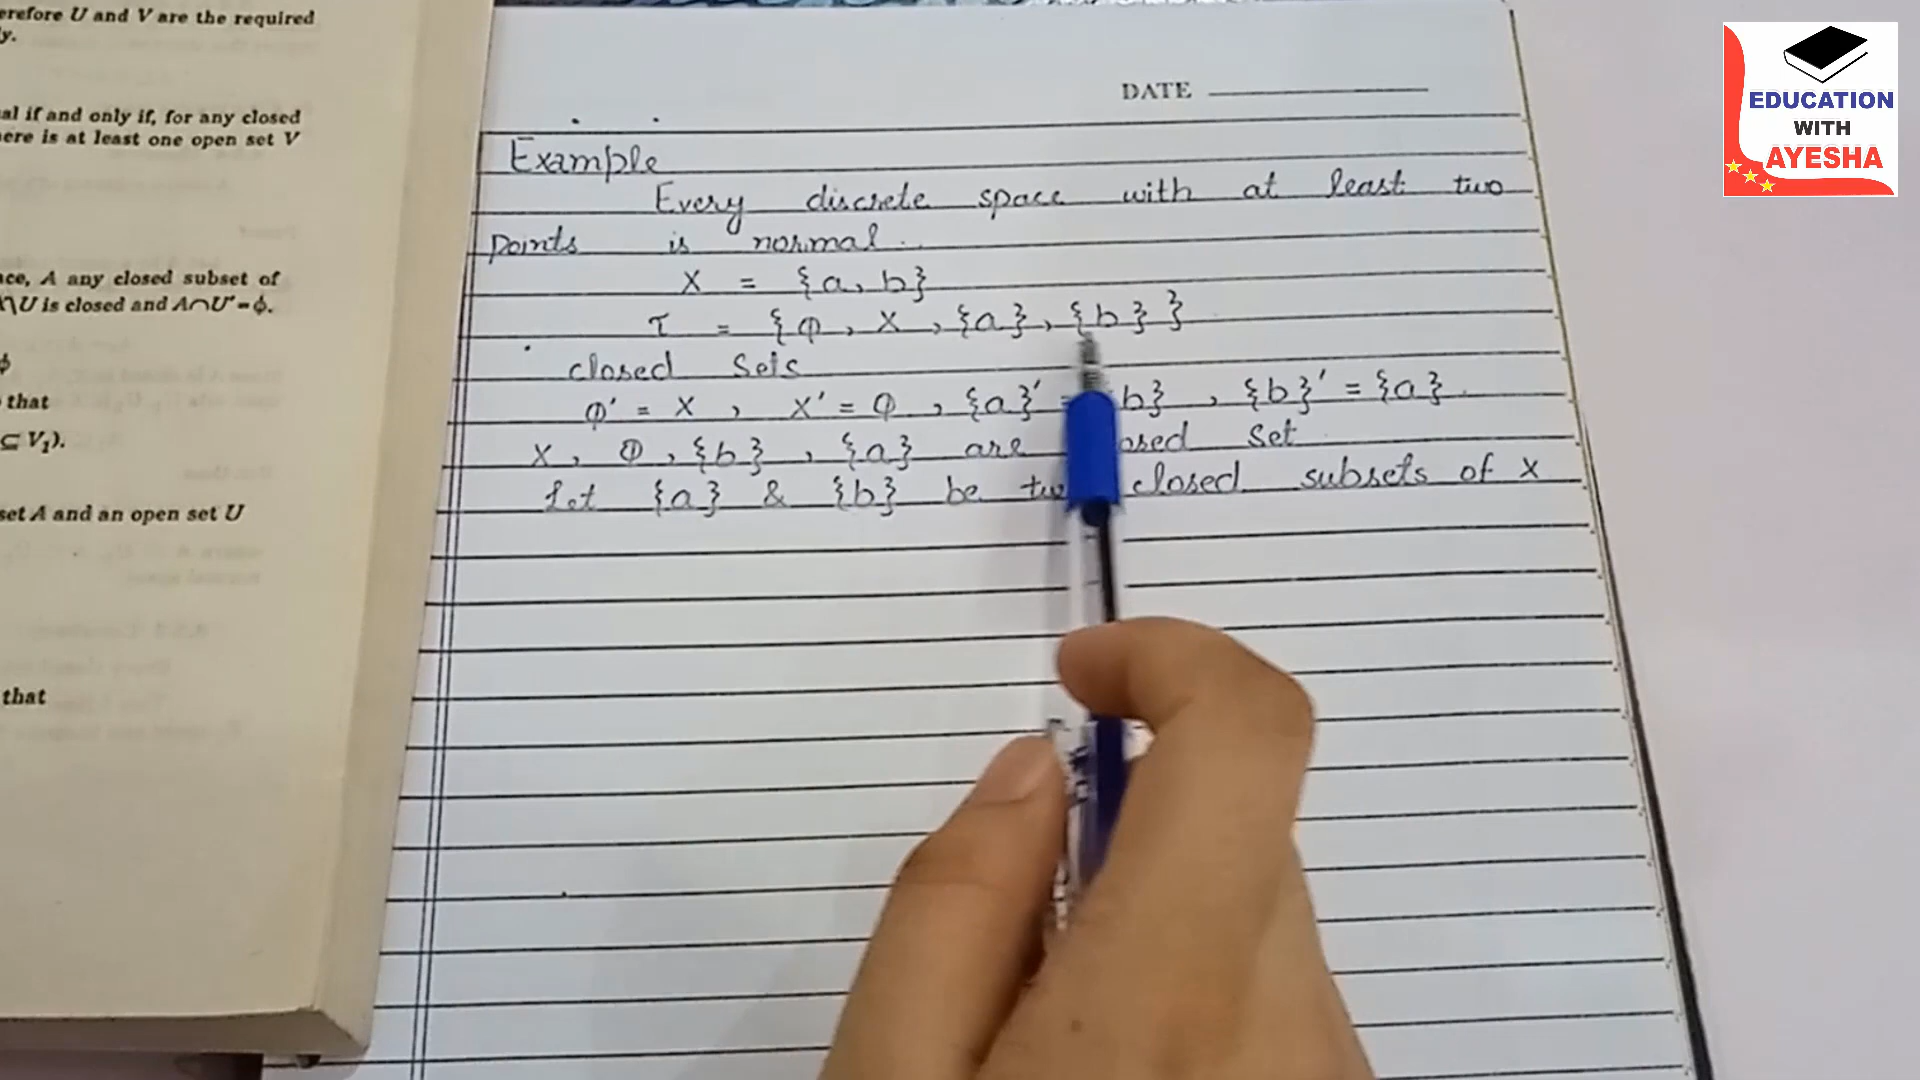 erefore U and V are the required
y.
al if and only if, for any closed
ere is at least one open set V
ce, A any closed subset of
X\U is closed and A∩U' = ϕ.
ϕ
that
⊆ V₁).
set A and an open set U
that
DATE
Example
Every discrete space with at least two
points is normal.
X = {a, b}
τ = {φ, X, {a}, {b}}
closed Sets
φ' = X, X' = φ, {a}' = b}, {b}' = {a}.
X, φ, {b}, {a} are osed Set
Let {a} & {b} be two closed subsets of X
EDUCATION
WITH
AYESHA